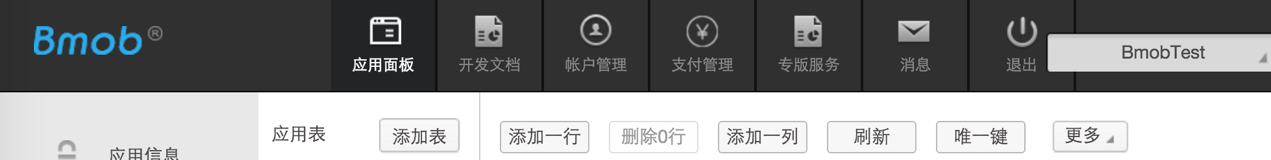 Bmob®
应用面板
开发文档
帐户管理
支付管理
专版服务
消息
退出
BmobTest
应用信息
应用表
添加表
添加一行
删除0行
添加一列
刷新
唯一键
更多